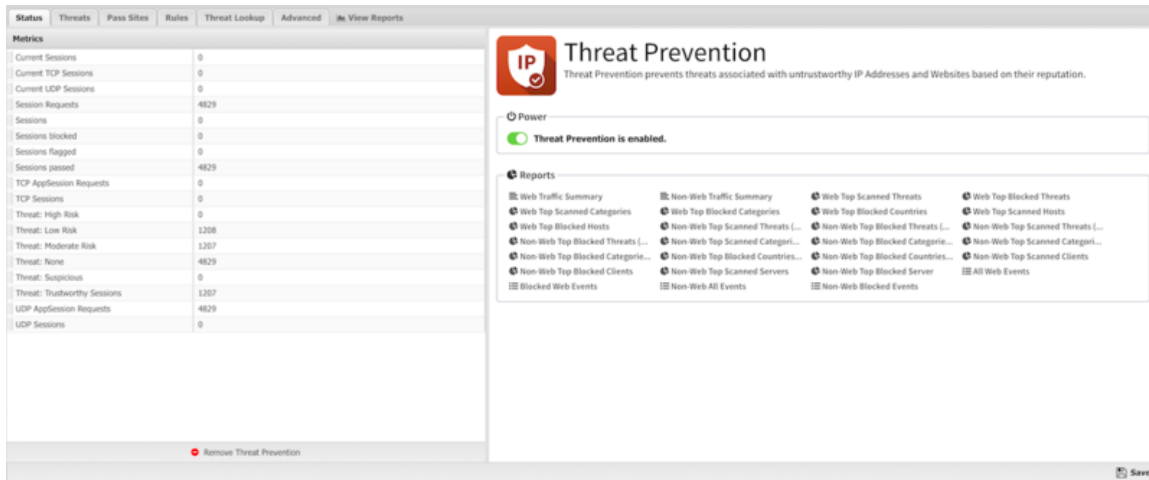 Status Threats Pass Sites Rules Threat Lookup Advanced View Reports
Metrics
Current Sessions 0
Current TCP Sessions 0
Current UDP Sessions 0
Session Requests 4829
Sessions 0
Sessions blocked 0
Sessions flagged 0
Sessions passed 4829
TCP AppSession Requests 0
TCP Sessions 0
Threat: High Risk 0
Threat: Low Risk 1208
Threat: Moderate Risk 1207
Threat: None 4829
Threat: Suspicious 0
Threat: Trustworthy Sessions 1207
UDP AppSession Requests 4829
UDP Sessions 0
Remove Threat Prevention
IP
Threat Prevention
Threat Prevention prevents threats associated with untrustworthy IP Addresses and Websites based on their reputation.
Power
Threat Prevention is enabled.
Reports
Web Traffic Summary Non-Web Traffic Summary Web Top Scanned Threats Web Top Blocked Threats
Web Top Scanned Categories Web Top Blocked Categories Web Top Blocked Countries Web Top Scanned Hosts
Web Top Blocked Hosts Non-Web Top Scanned Threats (... Non-Web Top Blocked Threats (... Non-Web Top Scanned Threats (...
Non-Web Top Blocked Threats (... Non-Web Top Scanned Categori... Non-Web Top Blocked Categorie... Non-Web Top Scanned Categori...
Non-Web Top Blocked Categorie... Non-Web Top Blocked Countries... Non-Web Top Blocked Countries... Non-Web Top Scanned Clients
Non-Web Top Blocked Clients Non-Web Top Scanned Servers Non-Web Top Blocked Server All Web Events
Blocked Web Events Non-Web All Events Non-Web Blocked Events
Save